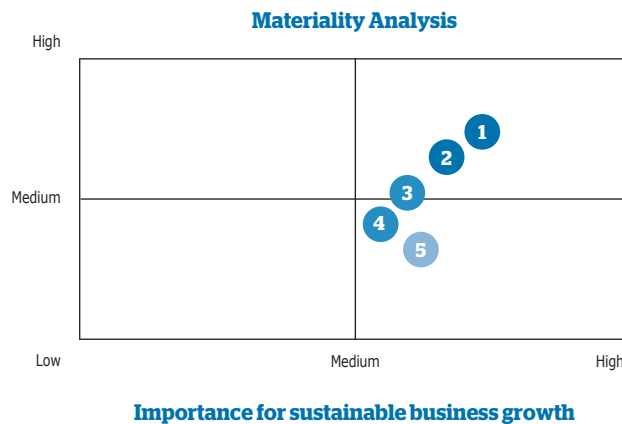 Materiality Analysis
High
1
2
Medium
3
4
5
Low
Medium
High
Importance for sustainable business growth